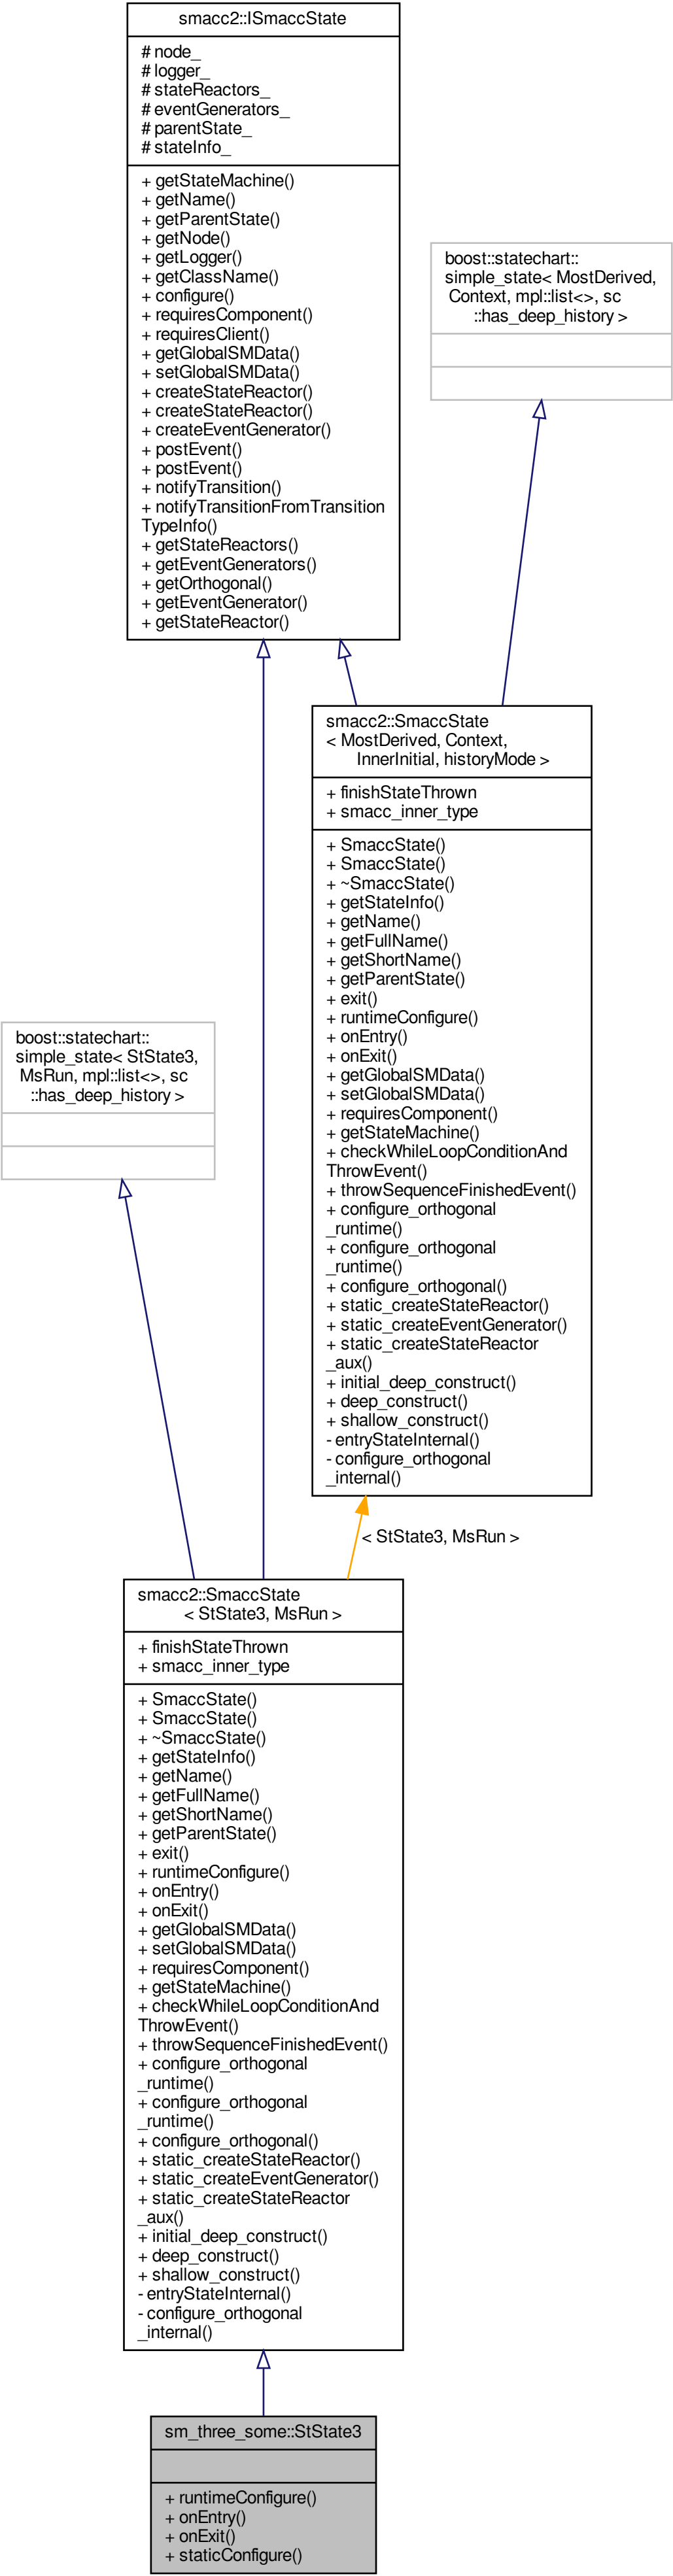 smacc2::ISmaccState
# node_
# logger_
# stateReactors_
# eventGenerators_
# parentState_
# stateInfo_
+ getStateMachine()
+ getName()
+ getParentState()
+ getNode()
+ getLogger()
+ getClassName()
+ configure()
+ requiresComponent()
+ requiresClient()
+ getGlobalSMData()
+ setGlobalSMData()
+ createStateReactor()
+ createStateReactor()
+ createEventGenerator()
+ postEvent()
+ postEvent()
+ notifyTransition()
+ notifyTransitionFromTransition
TypeInfo()
+ getStateReactors()
+ getEventGenerators()
+ getOrthogonal()
+ getEventGenerator()
+ getStateReactor()
boost::statechart::
simple_state< MostDerived,
Context, mpl::list<>, sc
::has_deep_history >
smacc2::SmaccState
< MostDerived, Context,
InnerInitial, historyMode >
+ finishStateThrown
+ smacc_inner_type
+ SmaccState()
+ SmaccState()
+ ~SmaccState()
+ getStateInfo()
+ getName()
+ getFullName()
+ getShortName()
+ getParentState()
+ exit()
+ runtimeConfigure()
+ onEntry()
+ onExit()
+ getGlobalSMData()
+ setGlobalSMData()
+ requiresComponent()
+ getStateMachine()
+ checkWhileLoopConditionAnd
ThrowEvent()
+ throwSequenceFinishedEvent()
+ configure_orthogonal
_runtime()
+ configure_orthogonal
_runtime()
+ configure_orthogonal()
+ static_createStateReactor()
+ static_createEventGenerator()
+ static_createStateReactor
_aux()
+ initial_deep_construct()
+ deep_construct()
+ shallow_construct()
- entryStateInternal()
- configure_orthogonal
_internal()
boost::statechart::
simple_state< StState3,
MsRun, mpl::list<>, sc
::has_deep_history >
< StState3, MsRun >
smacc2::SmaccState
< StState3, MsRun >
+ finishStateThrown
+ smacc_inner_type
+ SmaccState()
+ SmaccState()
+ ~SmaccState()
+ getStateInfo()
+ getName()
+ getFullName()
+ getShortName()
+ getParentState()
+ exit()
+ runtimeConfigure()
+ onEntry()
+ onExit()
+ getGlobalSMData()
+ setGlobalSMData()
+ requiresComponent()
+ getStateMachine()
+ checkWhileLoopConditionAnd
ThrowEvent()
+ throwSequenceFinishedEvent()
+ configure_orthogonal
_runtime()
+ configure_orthogonal
_runtime()
+ configure_orthogonal()
+ static_createStateReactor()
+ static_createEventGenerator()
+ static_createStateReactor
_aux()
+ initial_deep_construct()
+ deep_construct()
+ shallow_construct()
- entryStateInternal()
- configure_orthogonal
_internal()
sm_three_some::StState3
+ runtimeConfigure()
+ onEntry()
+ onExit()
+ staticConfigure()